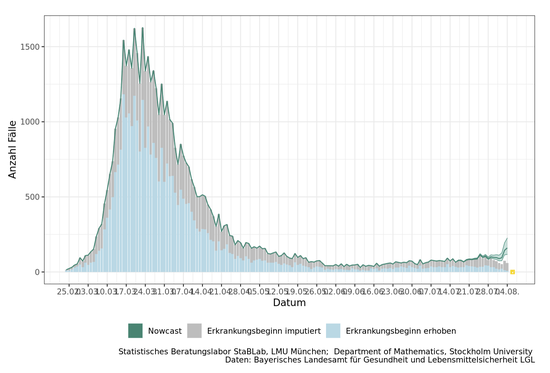 1500
1000
500
0
Anzahl Fälle
25.02. 03.03. 10.03. 17.03. 24.03. 31.03. 07.04. 14.04. 21.04. 28.04. 05.05. 12.05. 19.05. 26.05. 02.06. 09.06. 16.06. 23.06. 30.06. 07.07. 14.07. 21.07. 28.07. 04.08.
Datum
Nowcast Erkrankungsbeginn imputiert Erkrankungsbeginn erhoben
Statistisches Beratungslabor StaBLab, LMU München; Department of Mathematics, Stockholm University
Daten: Bayerisches Landesamt für Gesundheit und Lebensmittelsicherheit LGL